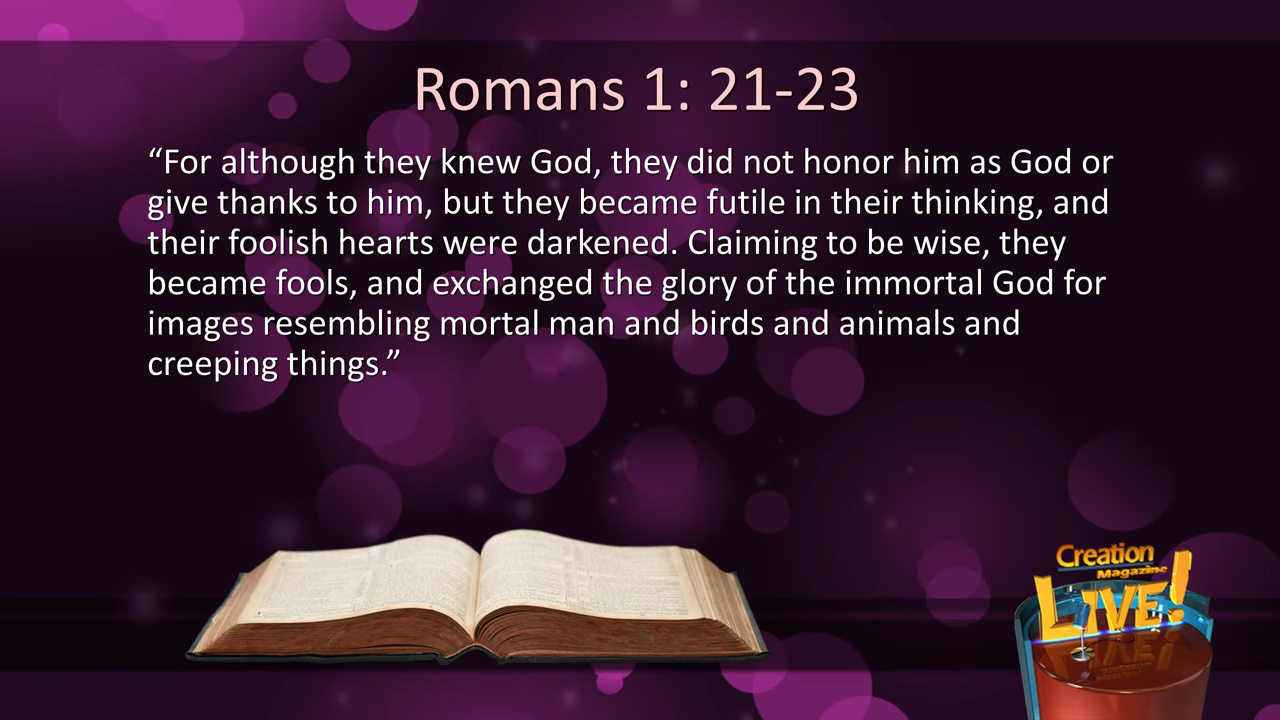 Romans 1: 21-23
“For although they knew God, they did not honor him as God or
give thanks to him, but they became futile in their thinking, and
their foolish hearts were darkened. Claiming to be wise, they
became fools, and exchanged the glory of the immortal God for
images resembling mortal man and birds and animals and
creeping things.”
Creation
Magazine
LIVE!